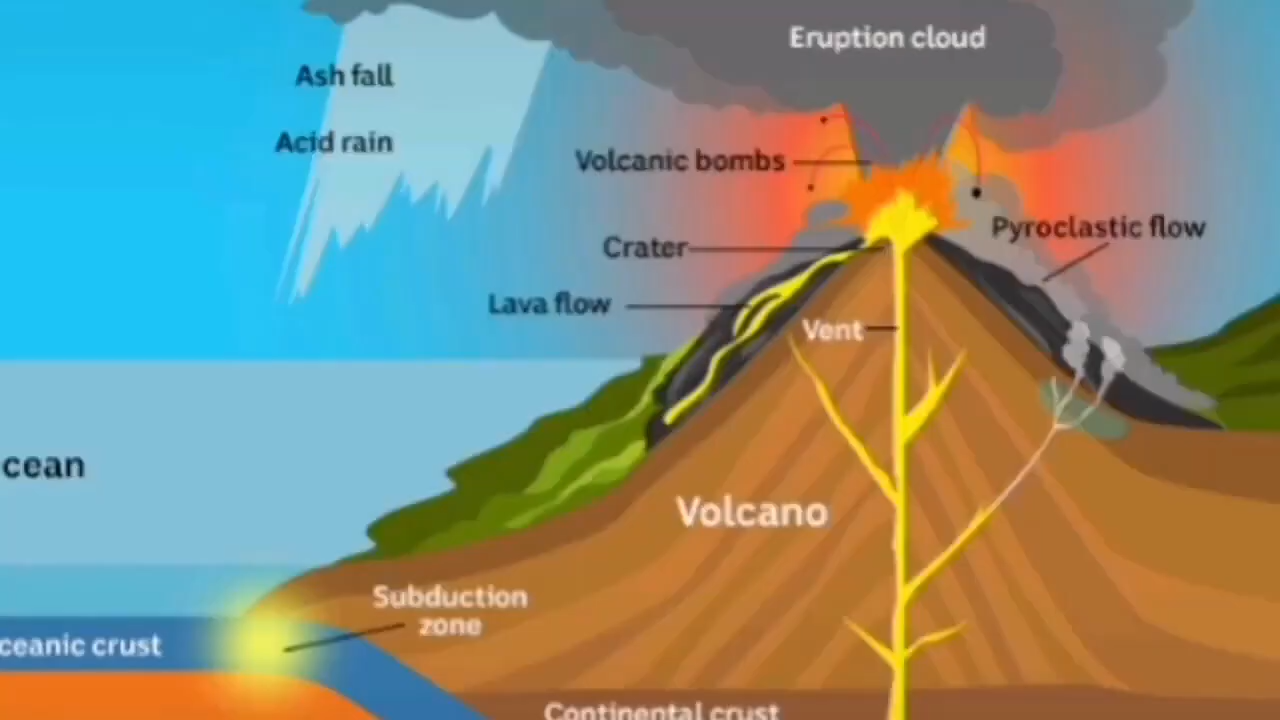 Eruption cloud
Ash fall
Acid rain
Volcanic bombs
Pyroclastic flow
Crater
Lava flow
Vent
cean
Volcano
Subduction
zone
ceanic crust
Continental crust